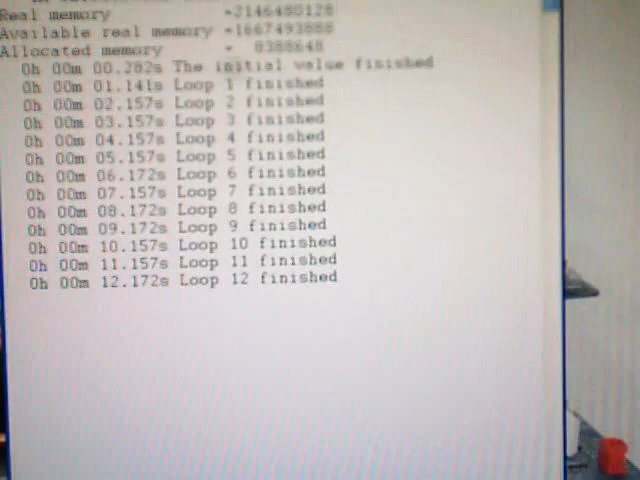 Real memory =2146480128
Available real memory =1667493888
Allocated memory = 8388648
0h 00m 00.282s The initial value finished
0h 00m 01.141s Loop 1 finished
0h 00m 02.157s Loop 2 finished
0h 00m 03.157s Loop 3 finished
0h 00m 04.157s Loop 4 finished
0h 00m 05.157s Loop 5 finished
0h 00m 06.172s Loop 6 finished
0h 00m 07.157s Loop 7 finished
0h 00m 08.172s Loop 8 finished
0h 00m 09.172s Loop 9 finished
0h 00m 10.157s Loop 10 finished
0h 00m 11.157s Loop 11 finished
0h 00m 12.172s Loop 12 finished